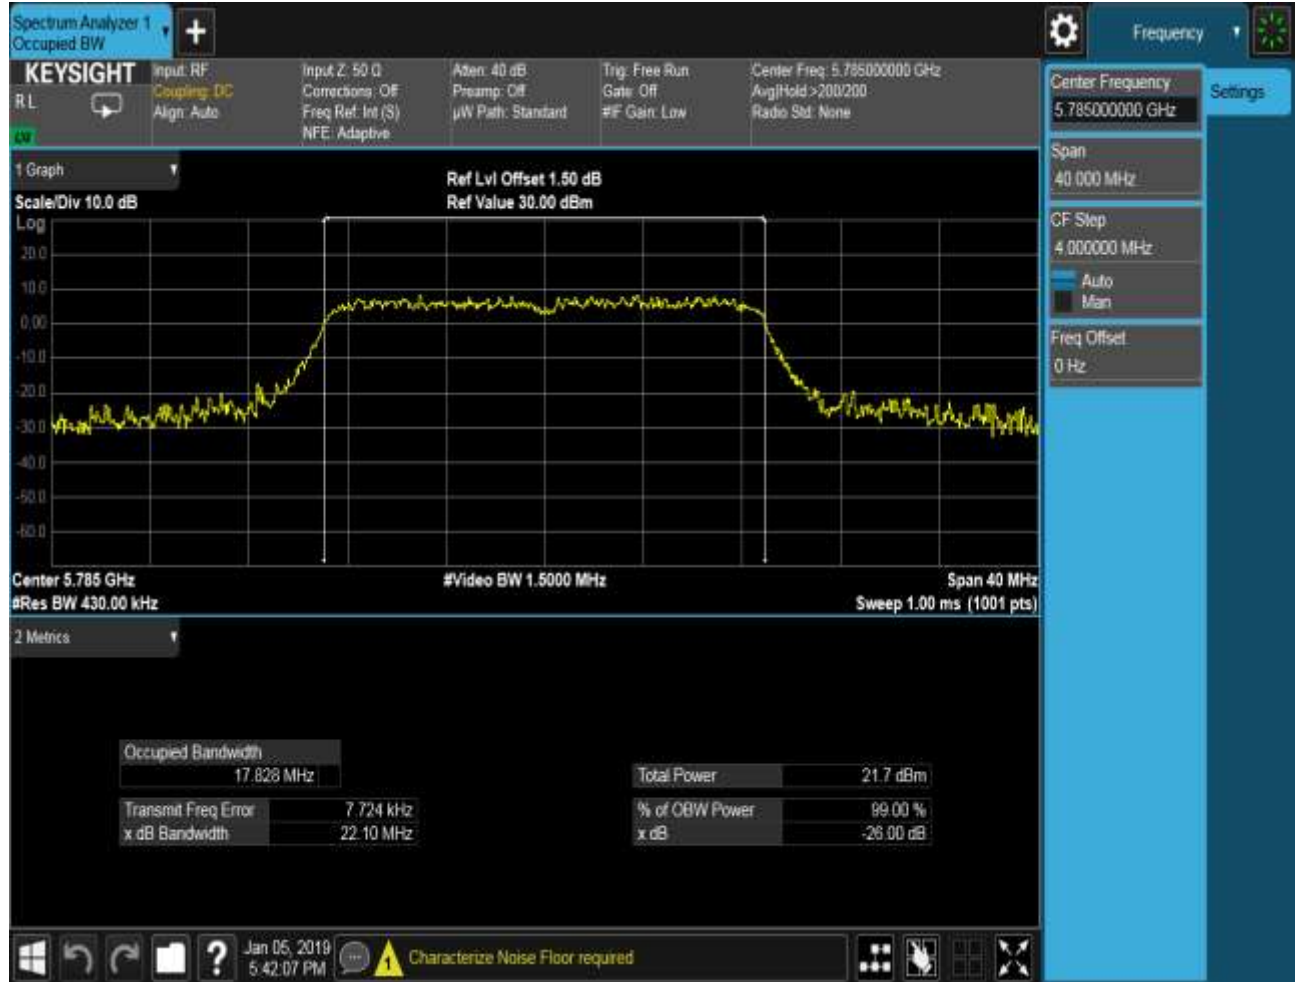 Spectrum Analyzer 1
Occupied BW
Frequency
KEYSIGHT
RL
Input: RF
Coupling: DC
Align: Auto
Input Z: 50 Ω
Corrections: Off
Freq Ref: Int (S)
NFE: Adaptive
Atten: 40 dB
Preamp: Off
µW Path: Standard
Trig: Free Run
Gate: Off
#IF Gain: Low
Center Freq: 5.785000000 GHz
Avg|Hold:>200/200
Radio Std: None
Center Frequency
5.785000000 GHz
Settings
Span
40.000 MHz
CF Step
4.000000 MHz
Auto
Man
Freq Offset
0 Hz
1 Graph
Scale/Div 10.0 dB
Ref Lvl Offset 1.50 dB
Ref Value 30.00 dBm
Log
20.0
10.0
0.00
-10.0
-20.0
-30.0
-40.0
-50.0
-60.0
Center 5.785 GHz
#Video BW 1.5000 MHz
Span 40 MHz
#Res BW 430.00 kHz
Sweep 1.00 ms (1001 pts)
2 Metrics
Occupied Bandwidth
17.828 MHz
Total Power 21.7 dBm
Transmit Freq Error 7.724 kHz
% of OBW Power 99.00 %
x dB Bandwidth 22.10 MHz
x dB -26.00 dB
Jan 05, 2019
5:42:07 PM
1
Characterize Noise Floor required